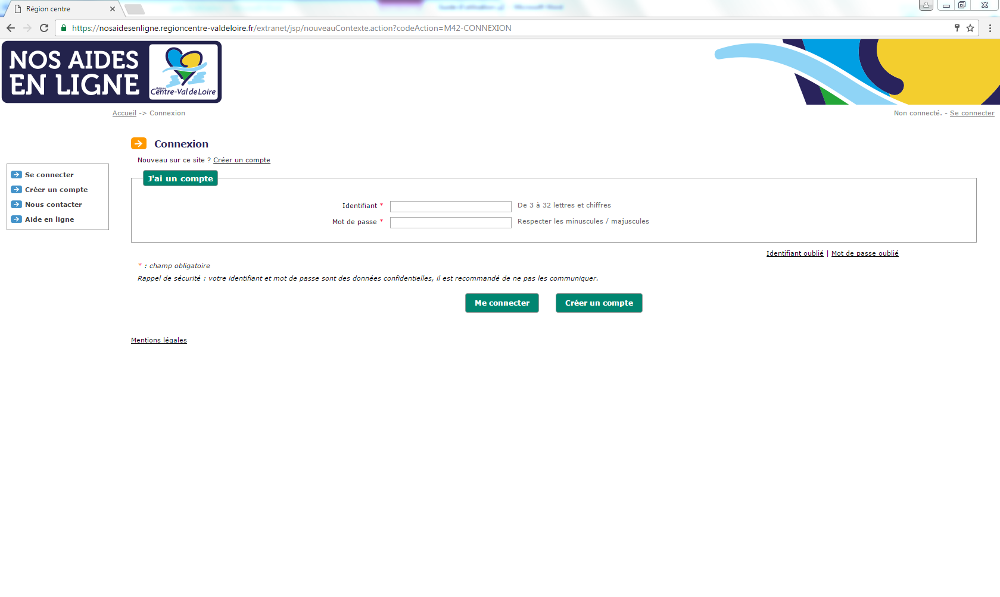 Région centre
https://nosaidesenligne.regioncentre-valdeloire.fr/extranet/jsp/nouveauContexte.action?codeAction=M42-CONNEXION
NOS AIDES
EN LIGNE
Région
Centre-Val de Loire
Accueil -> Connexion
Non connecté. - Se connecter
Connexion
Nouveau sur ce site ? Créer un compte
Se connecter
Créer un compte
Nous contacter
Aide en ligne
J'ai un compte
Identifiant * De 3 à 32 lettres et chiffres
Mot de passe * Respecter les minuscules / majuscules
Identifiant oublié | Mot de passe oublié
* : champ obligatoire
Rappel de sécurité : votre identifiant et mot de passe sont des données confidentielles, il est recommandé de ne pas les communiquer.
Me connecter
Créer un compte
Mentions légales